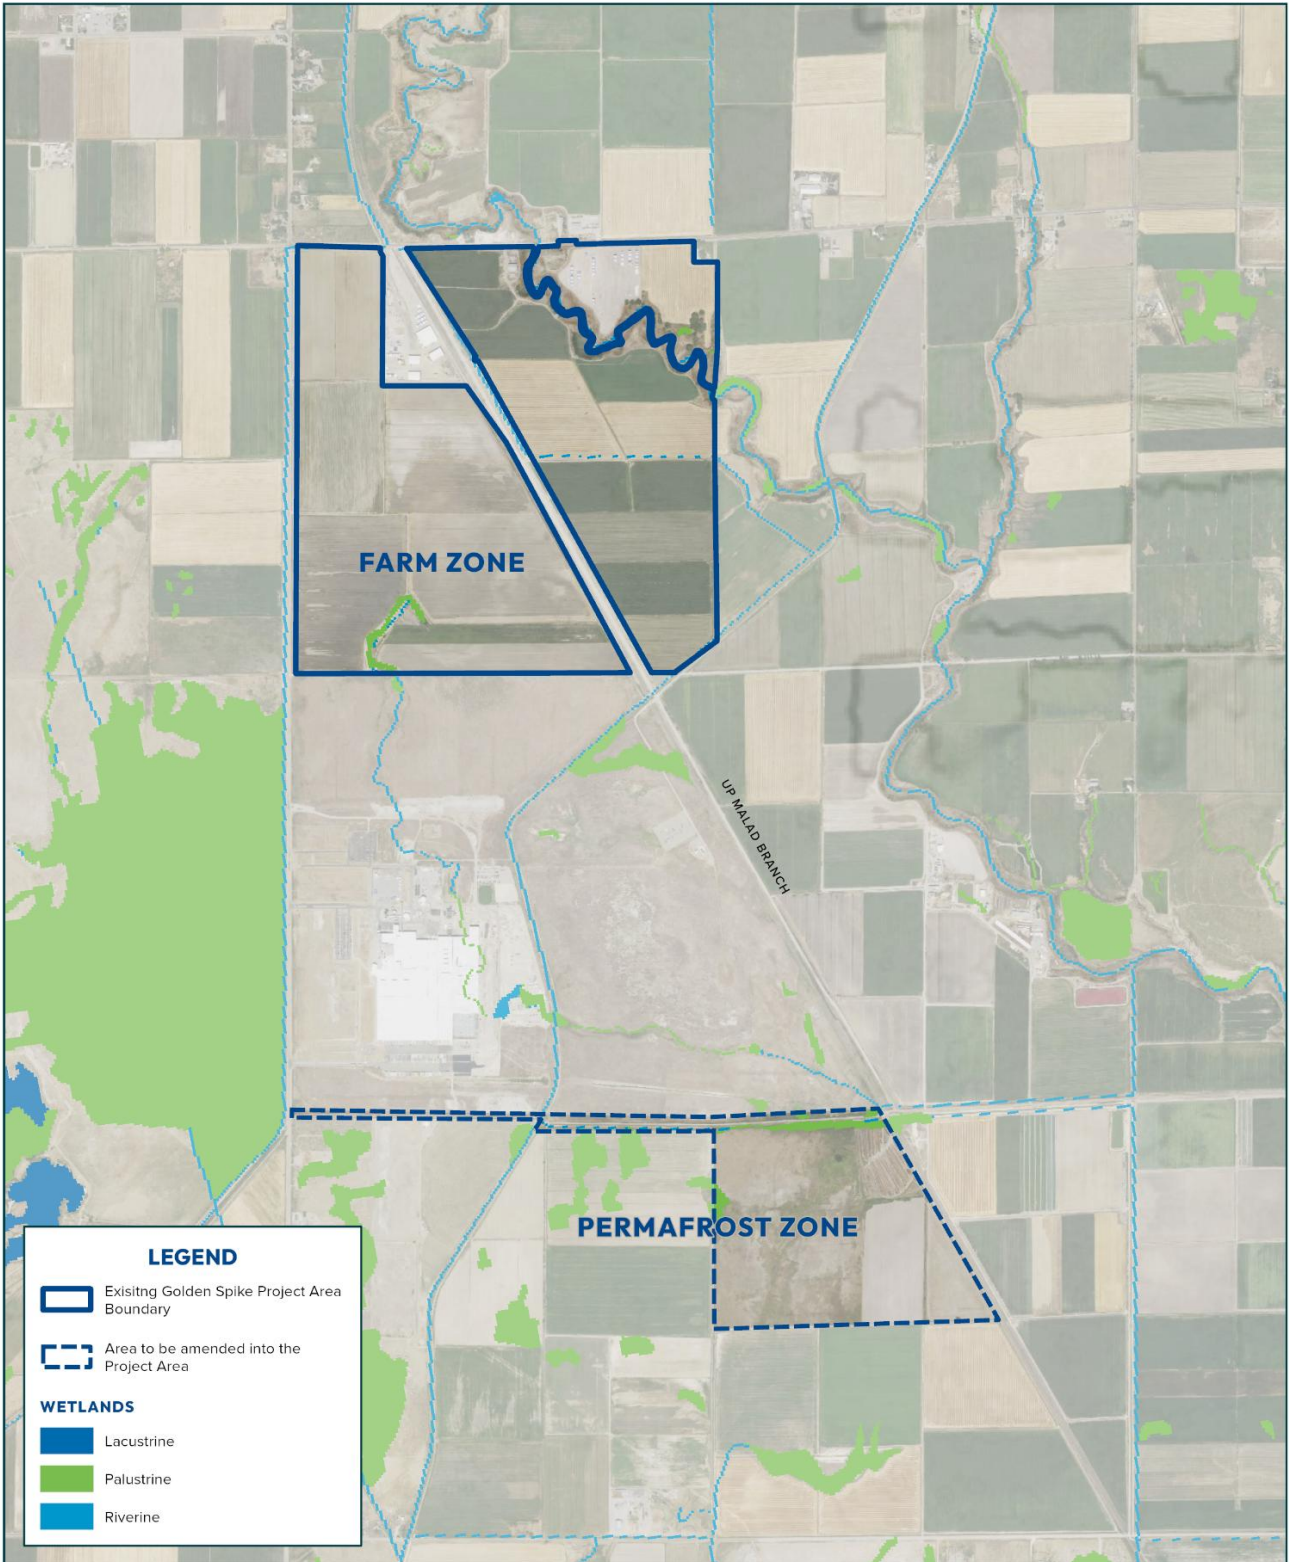 FARM ZONE
UP MALAD BRANCH
PERMAFROST ZONE
LEGEND
Exisitng Golden Spike Project Area
Boundary
Area to be amended into the
Project Area
WETLANDS
Lacustrine
Palustrine
Riverine